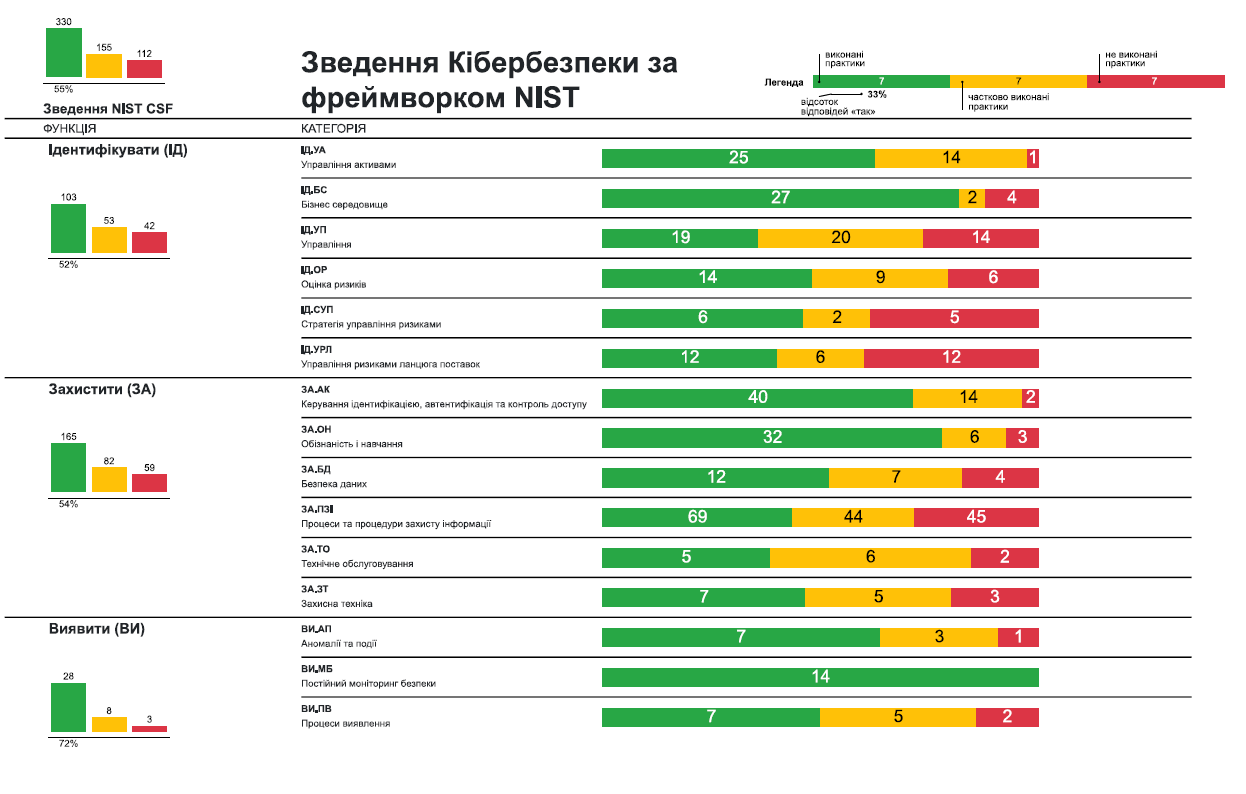 330
155
112
55%
Зведення NIST CSF
Зведення Кібербезпеки за
фреймворком NIST
виконані
практики
не виконані
практики
Легенда
7
7
7
33%
відсоток
відповідей «так»
частково виконані
практики
ФУНКЦІЯ
КАТЕГОРІЯ
Ідентифікувати (ІД)
103
53
42
52%
ІД.УА
Управління активами
25
14
1
ІД.БС
Бізнес середовище
27
2
4
ІД.УП
Управління
19
20
14
ІД.ОР
Оцінка ризиків
14
9
6
ІД.СУП
Стратегія управління ризиками
6
2
5
ІД.УРЛ
Управління ризиками ланцюга поставок
12
6
12
Захистити (ЗА)
165
82
59
54%
ЗА.АК
Керування ідентифікацією, автентифікація та контроль доступу
40
14
2
ЗА.ОН
Обізнаність і навчання
32
6
3
ЗА.БД
Безпека даних
12
7
4
ЗА.ПЗІ
Процеси та процедури захисту інформації
69
44
45
ЗА.ТО
Технічне обслуговування
5
6
2
ЗА.ЗТ
Захисна техніка
7
5
3
Виявити (ВИ)
28
8
3
72%
ВИ.АП
Аномалії та події
7
3
1
ВИ.МБ
Постійний моніторинг безпеки
14
ВИ.ПВ
Процеси виявлення
7
5
2